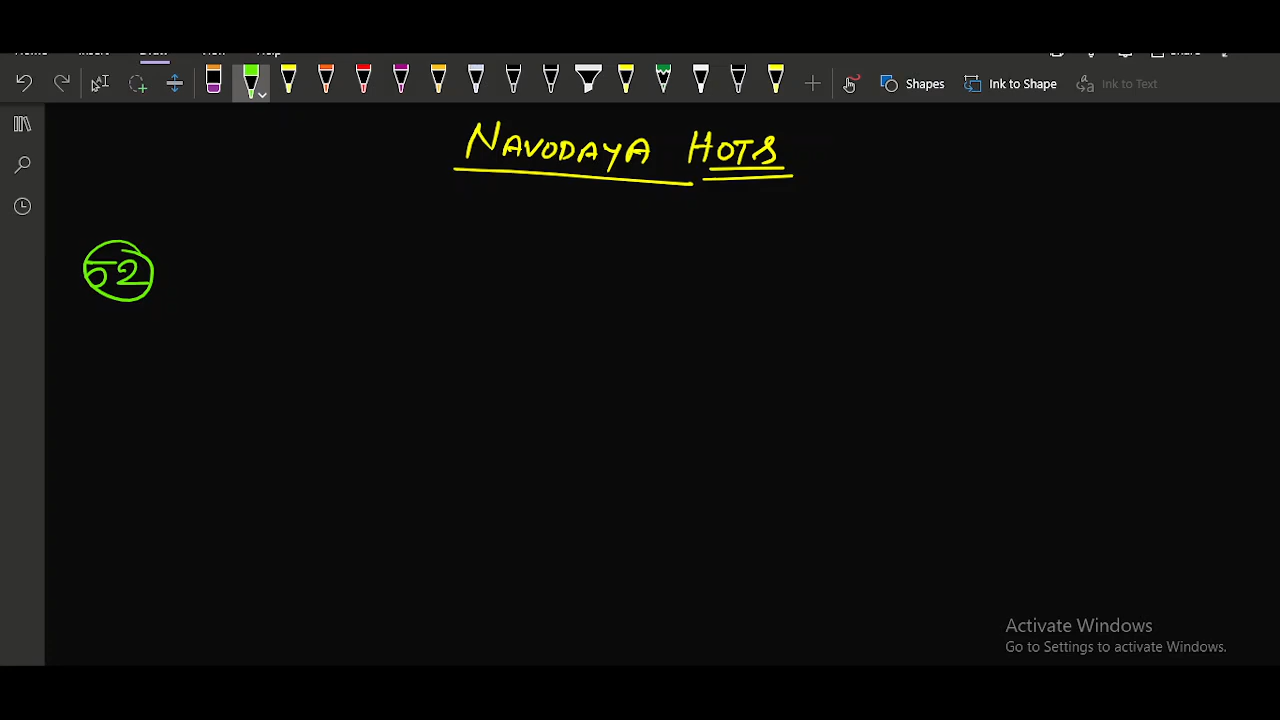 Shapes Ink to Shape Ink to Text
NAVODAYA HOTS
52
Activate Windows
Go to Settings to activate Windows.